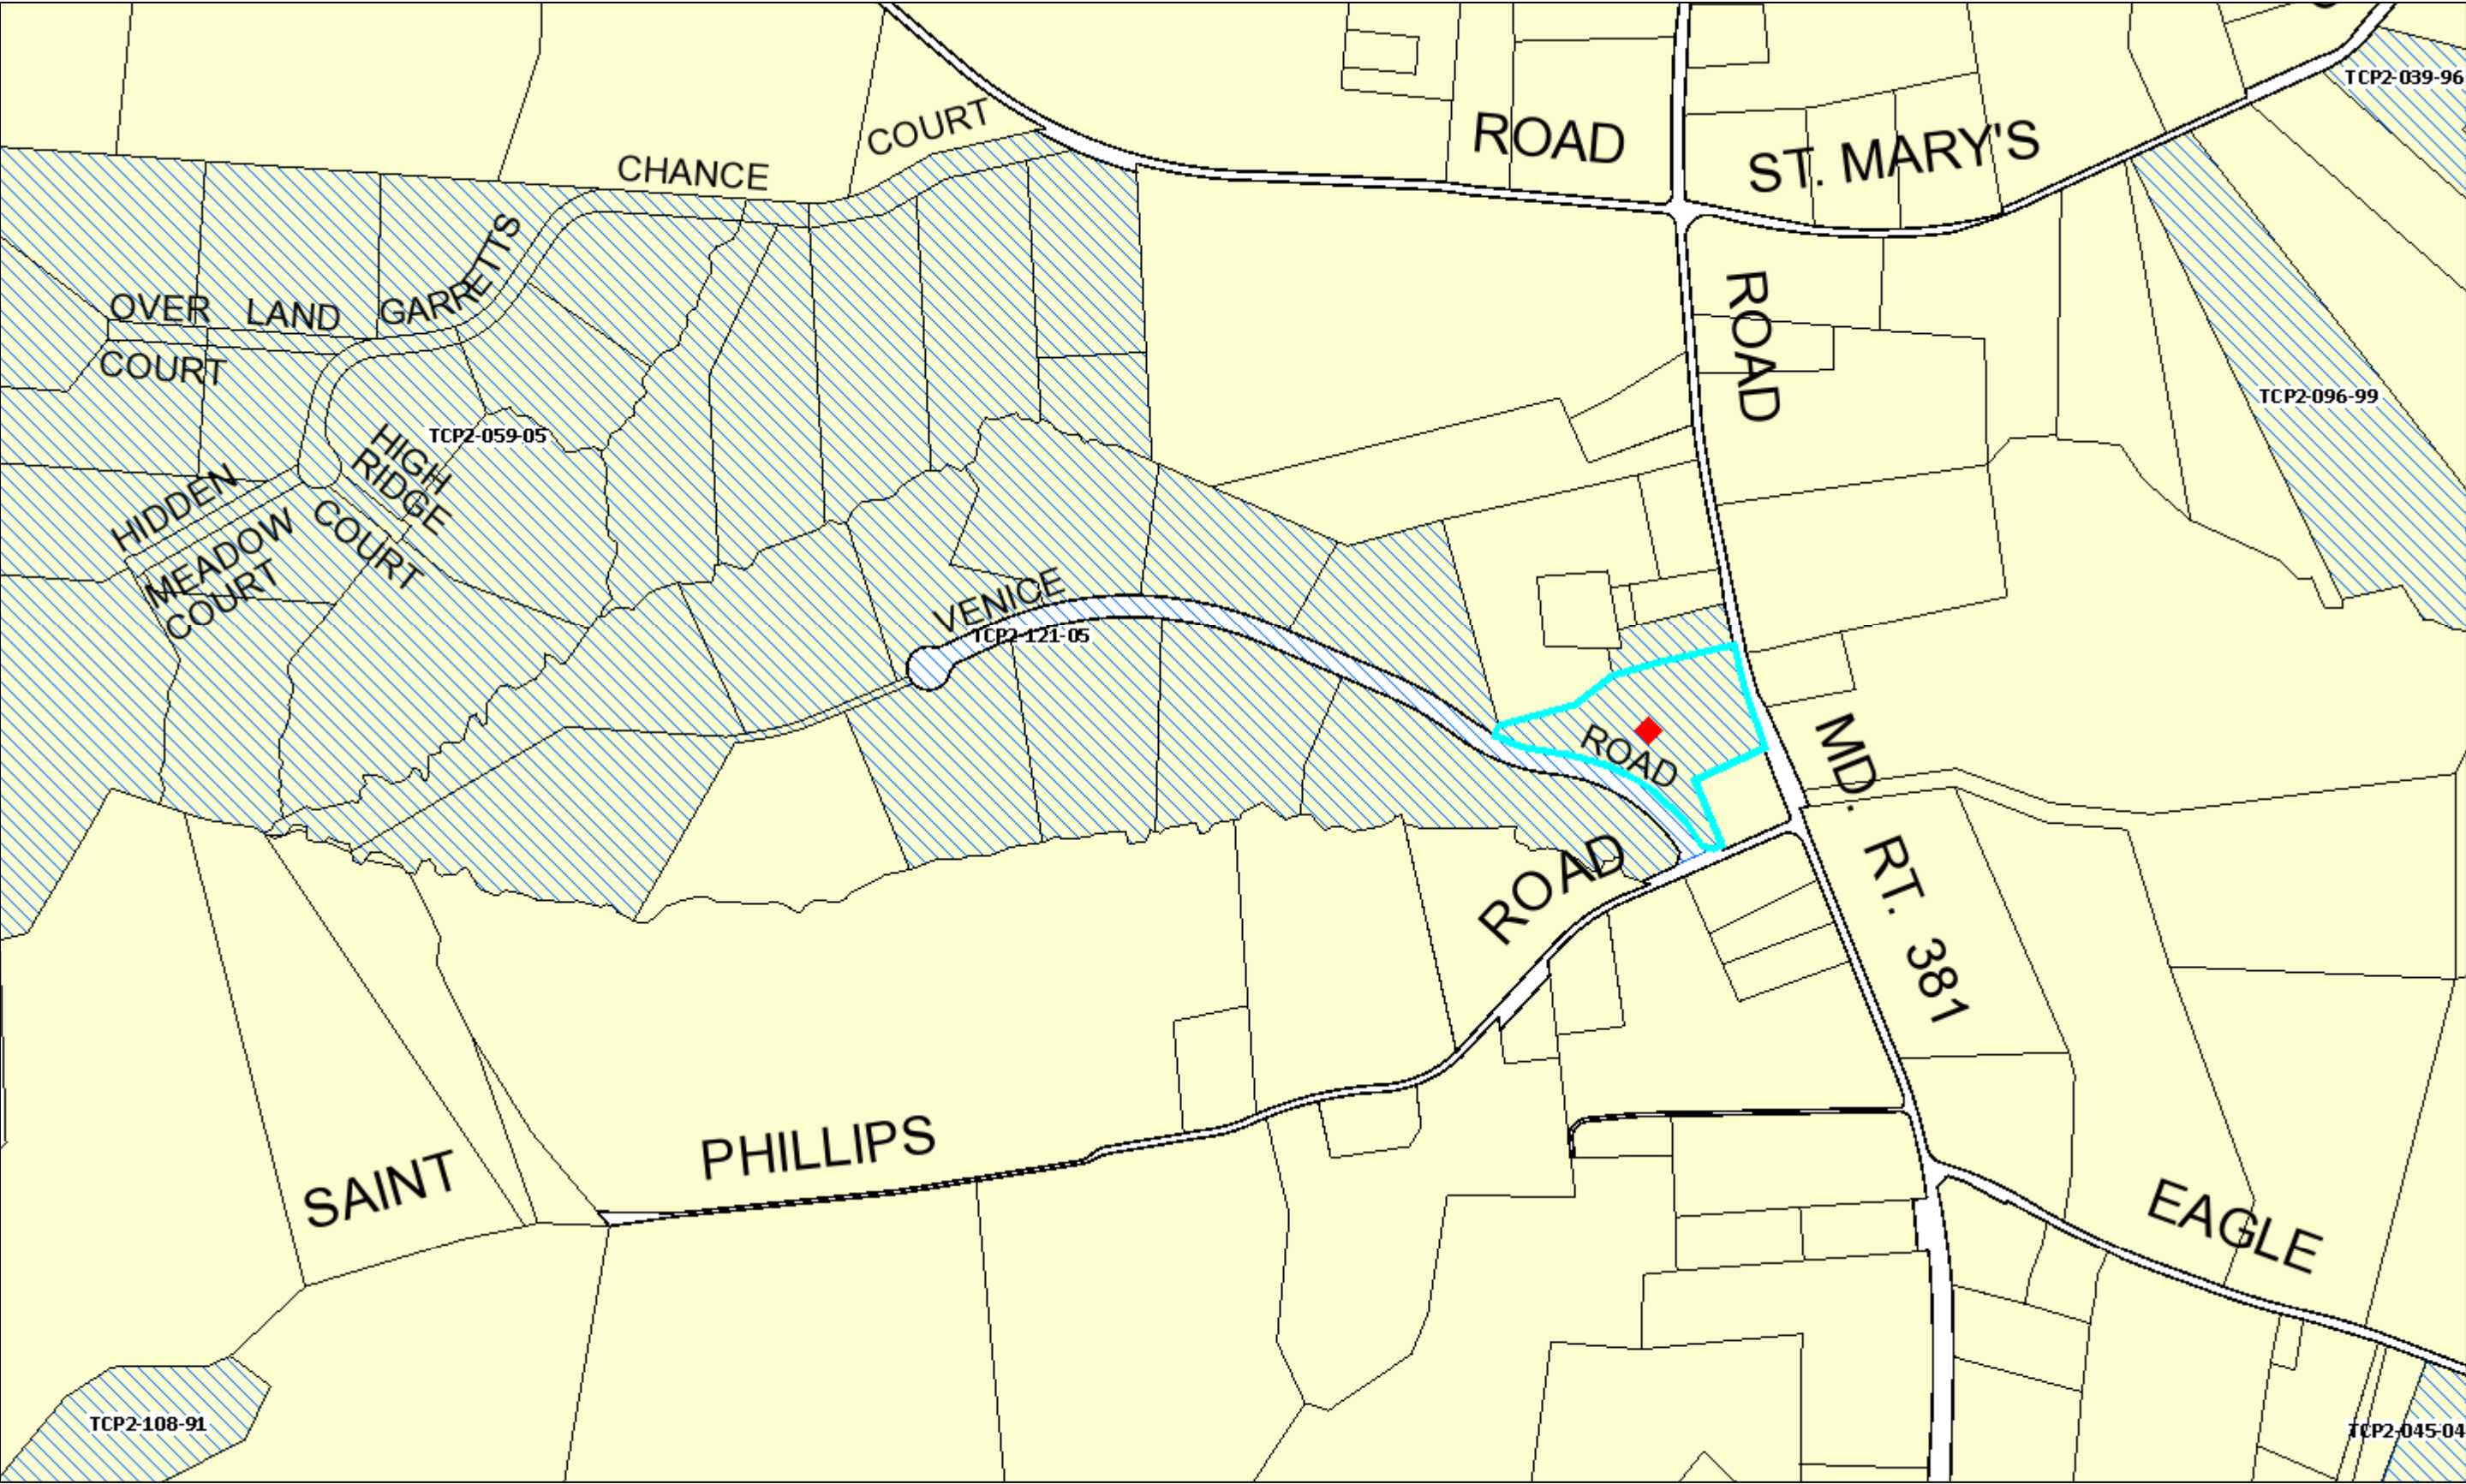 TCP2-039-96
COURT
ROAD
ST. MARY'S
CHANCE
GARRETTS
OVER LAND
COURT
ROAD
TCP2-096-99
TCP2-059-05
HIGH
RIDGE
COURT
HIDDEN
MEADOW
COURT
VENICE
TCP2-121-05
ROAD
MD. RT. 381
ROAD
PHILLIPS
SAINT
EAGLE
TCP2-108-91
TCP2-045-04